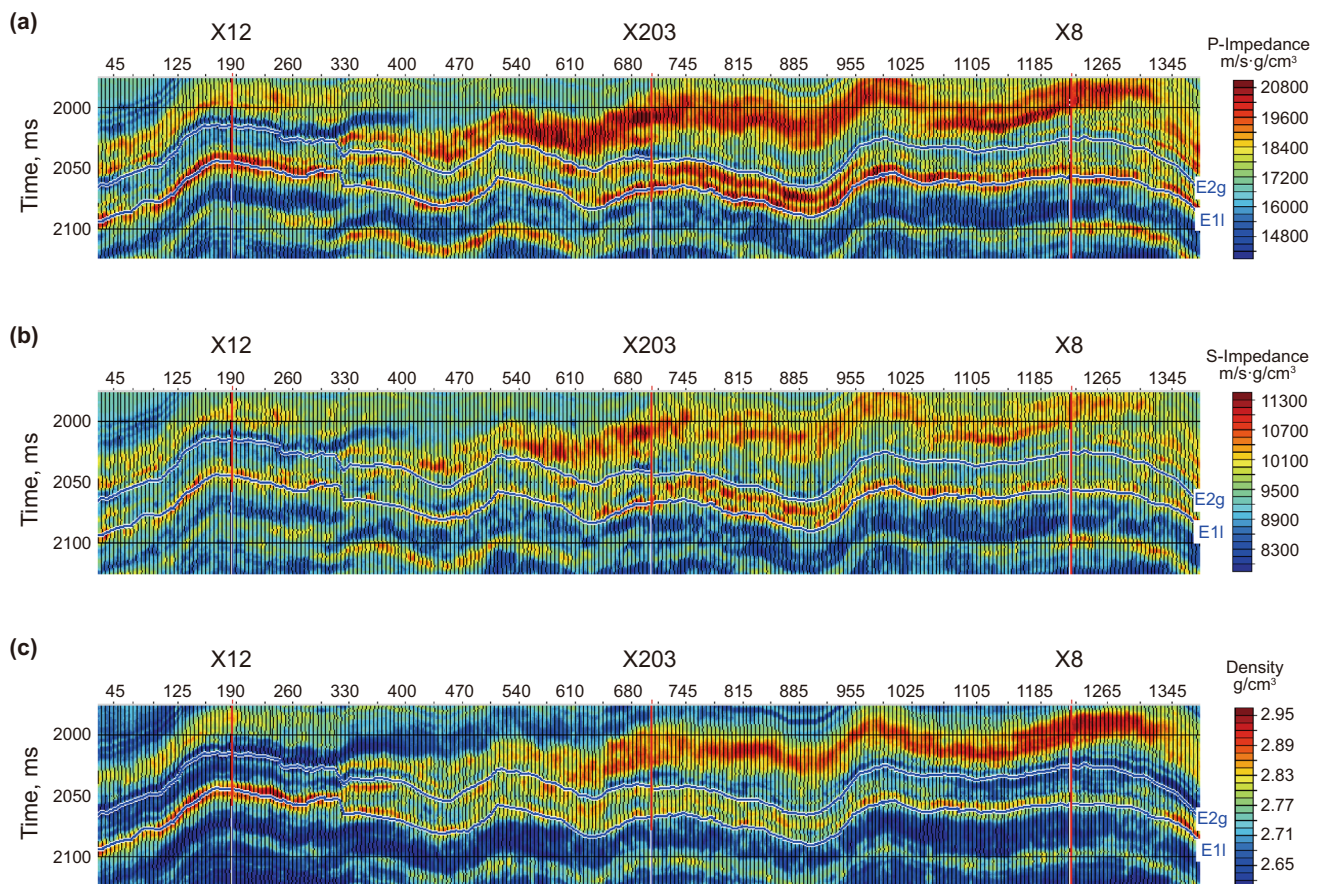 (a)
X12 X203 X8
45 125 190 260 330 400 470 540 610 680 745 815 885 955 1025 1105 1185 1265 1345
P-Impedance
m/s·g/cm³
Time, ms
2000
2050
2100
E2g
E1l
20800
19600
18400
17200
16000
14800
(b)
X12 X203 X8
45 125 190 260 330 400 470 540 610 680 745 815 885 955 1025 1105 1185 1265 1345
S-Impedance
m/s·g/cm³
Time, ms
2000
2050
2100
E2g
E1l
11300
10700
10100
9500
8900
8300
(c)
X12 X203 X8
45 125 190 260 330 400 470 540 610 680 745 815 885 955 1025 1105 1185 1265 1345
Density
g/cm³
Time, ms
2000
2050
2100
E2g
E1l
2.95
2.89
2.83
2.77
2.71
2.65